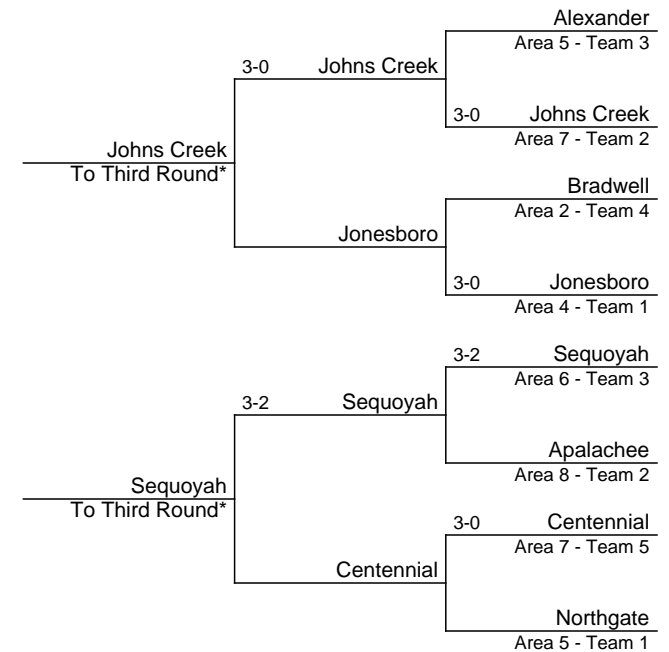 Alexander
Area 5 - Team 3
3-0 Johns Creek
3-0 Johns Creek
Area 7 - Team 2
Johns Creek
To Third Round*
Bradwell
Area 2 - Team 4
Jonesboro
3-0 Jonesboro
Area 4 - Team 1
3-2 Sequoyah
Area 6 - Team 3
3-2 Sequoyah
Apalachee
Area 8 - Team 2
Sequoyah
To Third Round*
3-0 Centennial
Area 7 - Team 5
Centennial
Northgate
Area 5 - Team 1